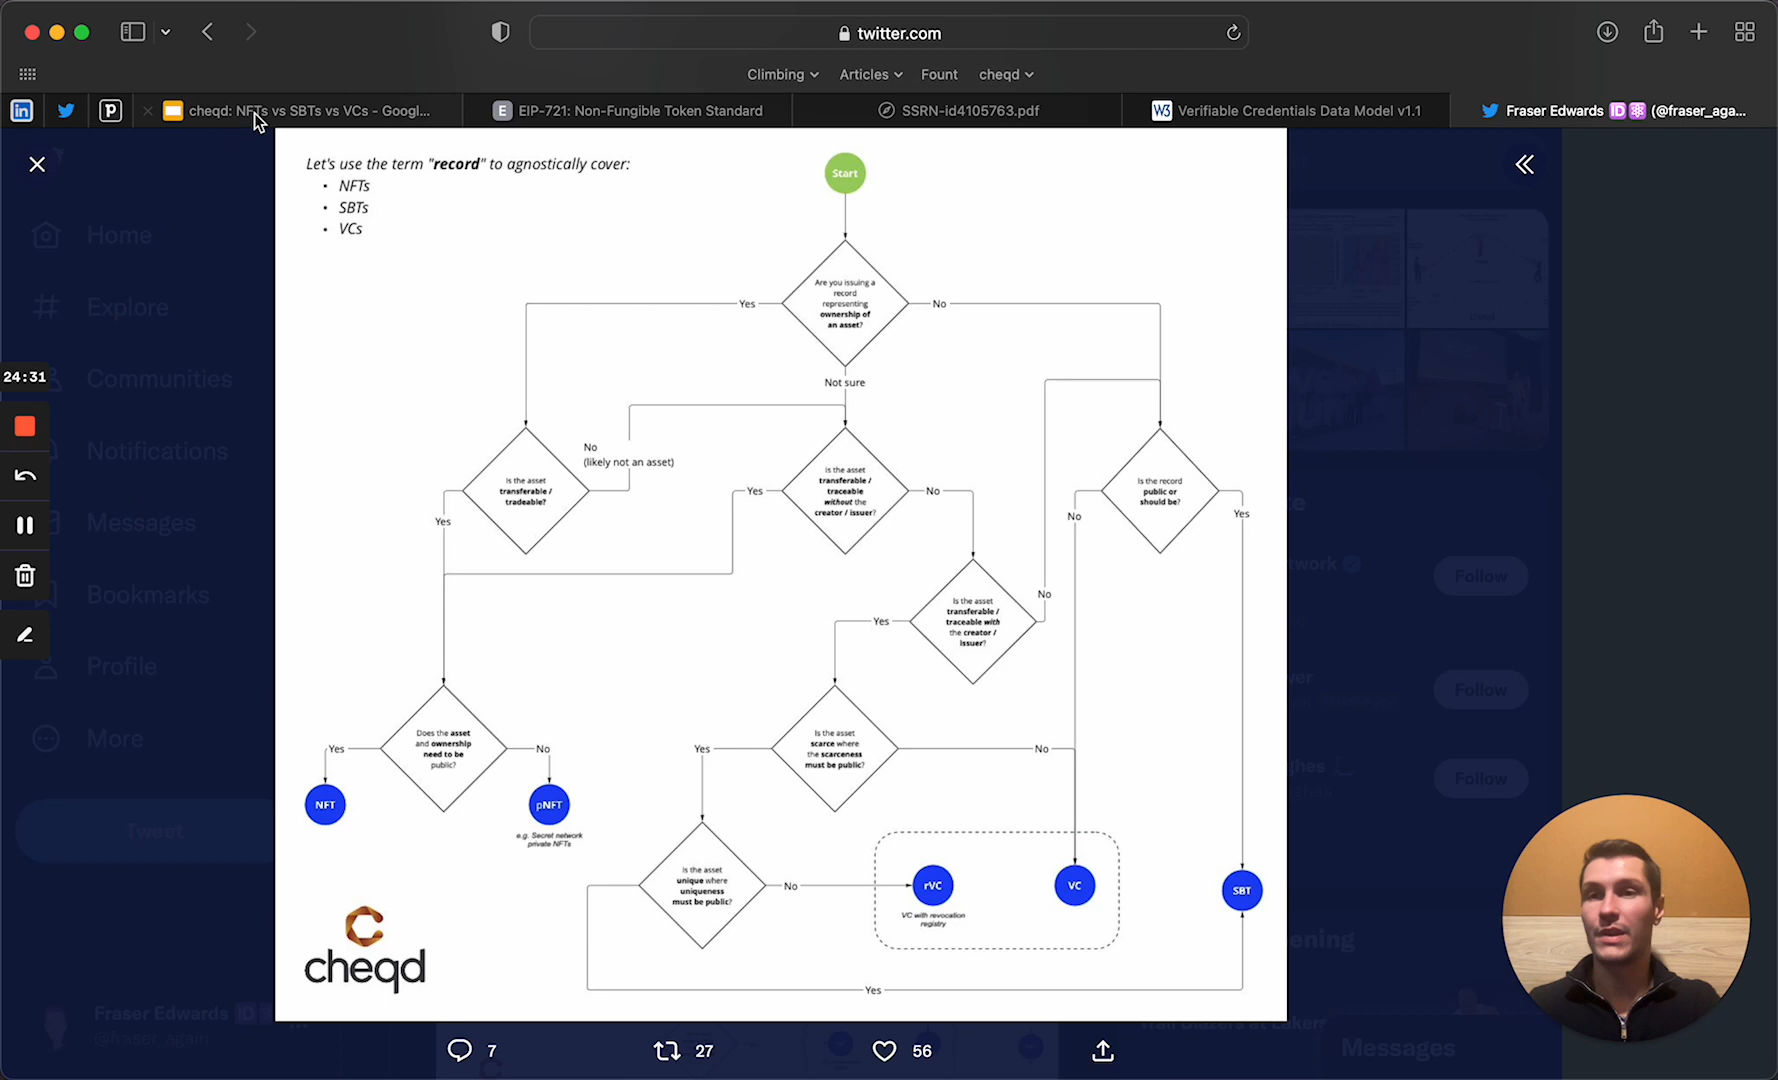 twitter.com
Climbing
Articles
Fount
cheqd
cheqd: NFTs vs SBTs vs VCs - Googl...
EIP-721: Non-Fungible Token Standard
SSRN-id4105763.pdf
W3
Verifiable Credentials Data Model v1.1
Fraser Edwards ID (@fraser_aga...
Let's use the term "record" to agnostically cover:
• NFTs
• SBTs
• VCs
Start
Are you issuing a
record
representing
ownership of
an asset?
Yes
No
Not sure
Is the asset
transferable /
tradeable?
No
(likely not an asset)
Yes
Is the asset
transferable /
traceable
without the
creator / issuer?
Yes
No
Is the record
public or
should be?
No
Yes
Is the asset
transferable /
traceable with
the creator /
issuer?
Yes
No
Does the asset
and ownership
need to be
public?
Yes
No
NFT
pNFT
e.g. Secret network
private NFTs
Is the asset
scarce where
the scarceness
must be public?
Yes
No
Is the asset
unique where
uniqueness
must be public?
No
Yes
rVC
VC with revocation
registry
VC
SBT
cheqd
Home
Explore
Communities
Notifications
Messages
Bookmarks
Profile
More
Tweet
Fraser Edwards ID
@fraser_again
24:31
Follow
Follow
Follow
7
27
56
Messages